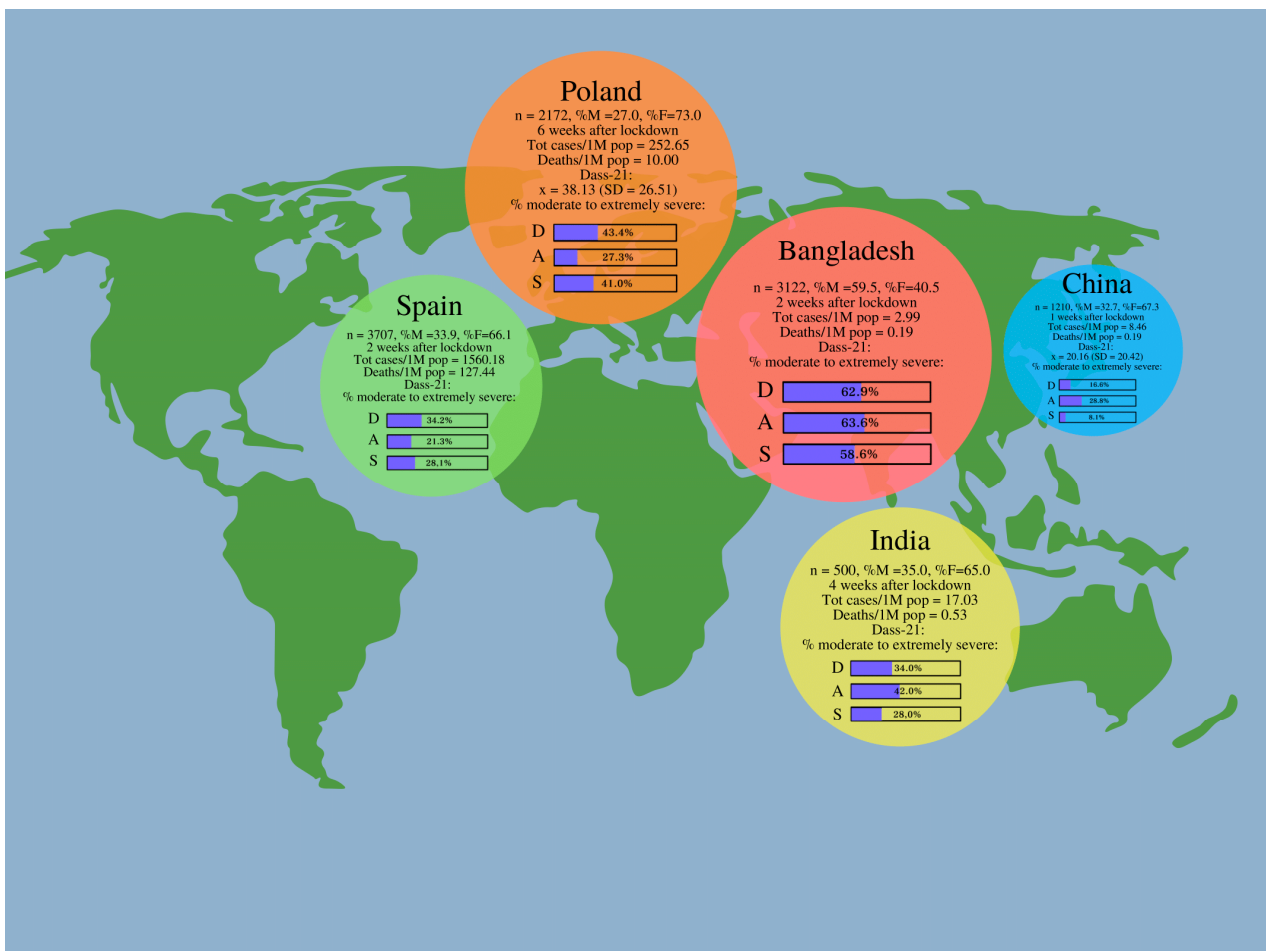 Poland
n = 2172, %M =27.0, %F=73.0
6 weeks after lockdown
Tot cases/1M pop = 252.65
Deaths/1M pop = 10.00
Dass-21:
x = 38.13 (SD = 26.51)
% moderate to extremely severe:
D 43.4%
A 27.3%
S 41.0%
Bangladesh
n = 3122, %M =59.5, %F=40.5
2 weeks after lockdown
Tot cases/1M pop = 2.99
Deaths/1M pop = 0.19
Dass-21:
% moderate to extremely severe:
D 62.9%
A 63.6%
S 58.6%
China
n = 1210, %M =32.7, %F=67.3
1 weeks after lockdown
Tot cases/1M pop = 8.46
Deaths/1M pop = 0.19
Dass-21:
x = 20.16 (SD = 20.42)
% moderate to extremely severe:
D 16.6%
A 28.8%
S 8.1%
Spain
n = 3707, %M =33.9, %F=66.1
2 weeks after lockdown
Tot cases/1M pop = 1560.18
Deaths/1M pop = 127.44
Dass-21:
% moderate to extremely severe:
D 34.2%
A 21.3%
S 28.1%
India
n = 500, %M =35.0, %F=65.0
4 weeks after lockdown
Tot cases/1M pop = 17.03
Deaths/1M pop = 0.53
Dass-21:
% moderate to extremely severe:
D 34.0%
A 42.0%
S 28.0%